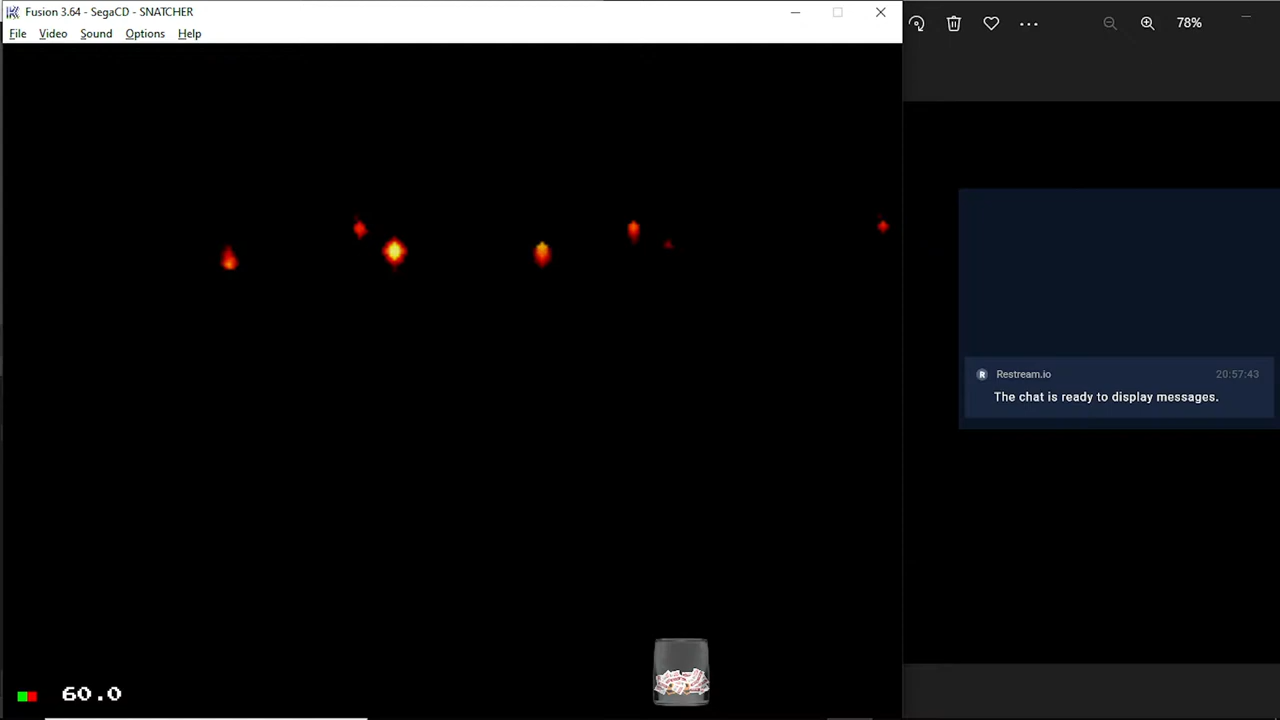 Fusion 3.64 - SegaCD - SNATCHER
File Video Sound Options Help
78%
R Restream.io 20:57:43
The chat is ready to display messages.
60.0